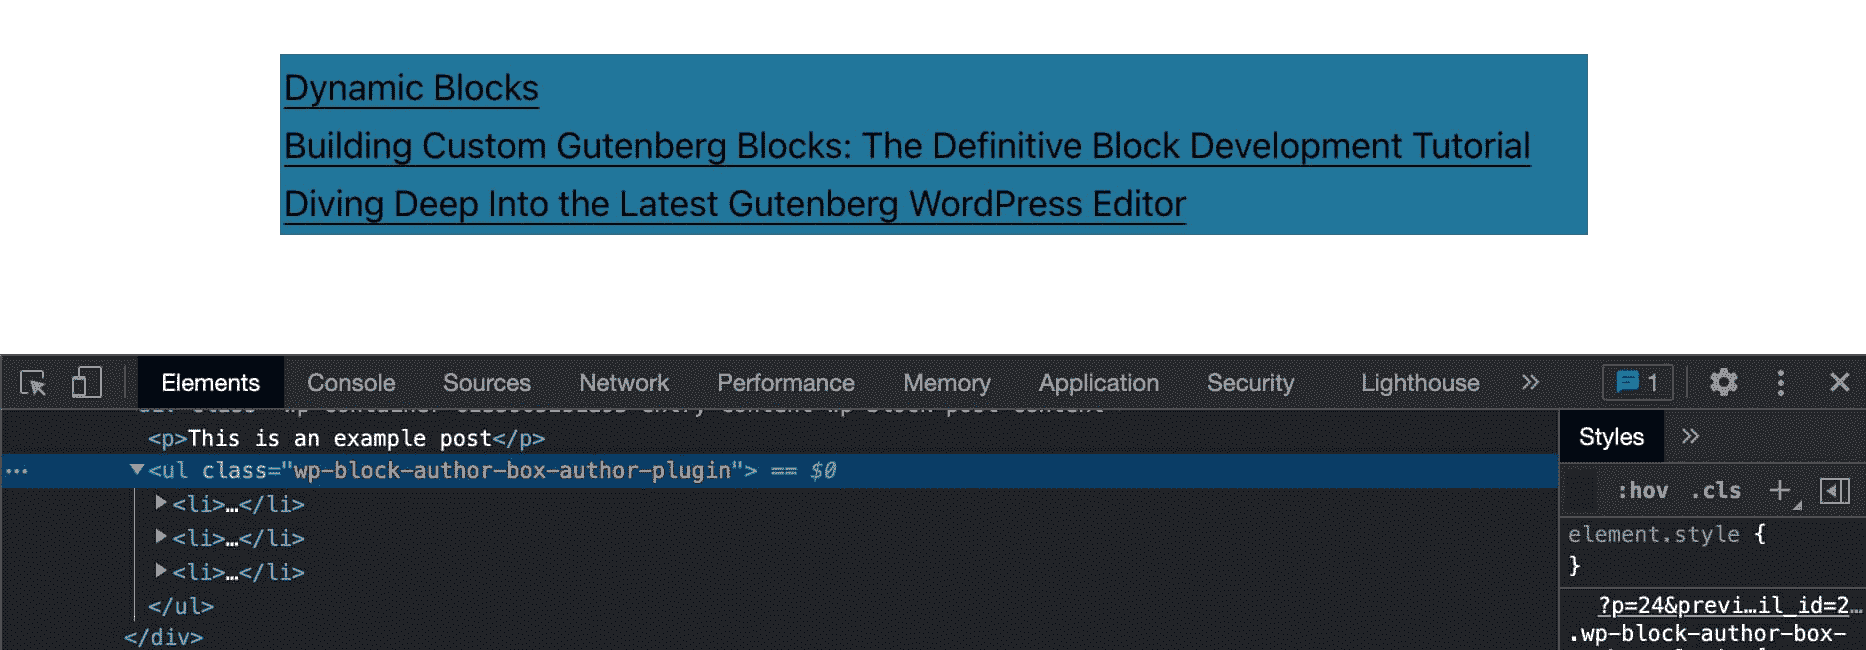 Dynamic Blocks
Building Custom Gutenberg Blocks: The Definitive Block Development Tutorial
Diving Deep Into the Latest Gutenberg WordPress Editor
Elements Console Sources Network Performance Memory Application Security Lighthouse » 1
<p>This is an example post</p>
… ▼<ul class="wp-block-author-box-author-plugin"> == $0
▶<li>…</li>
▶<li>…</li>
▶<li>…</li>
</ul>
</div>
Styles »
:hov .cls +
element.style {
}
?p=24&previ…il_id=2…
.wp-block-author-box-